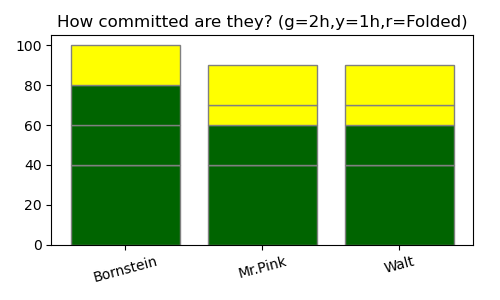 How committed are they? (g=2h,y=1h,r=Folded)
100
80
60
40
20
0
Bornstein
Mr.Pink
Walt